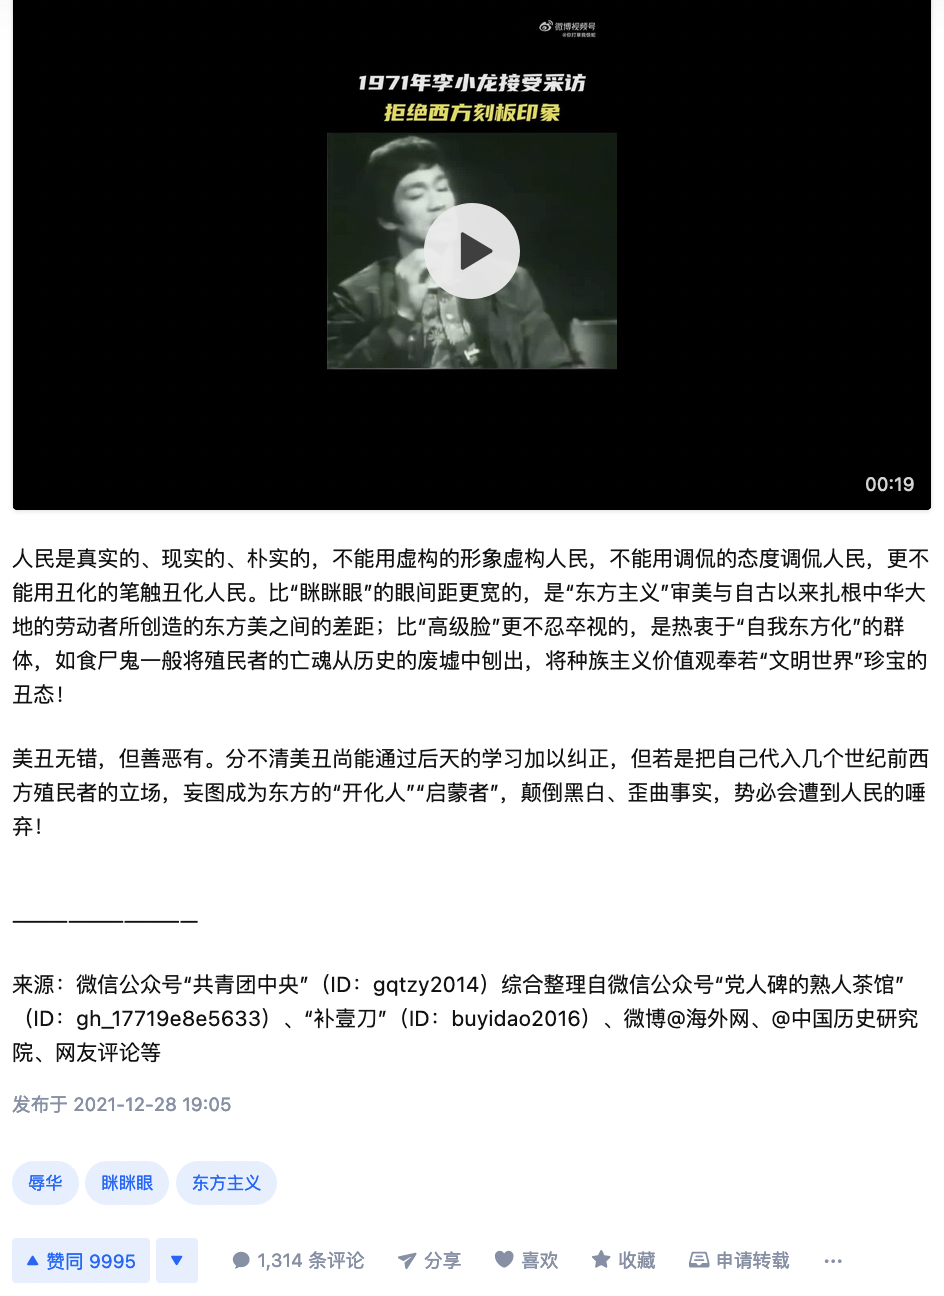 微博视频号
1971年李小龙接受采访
拒绝西方刻板印象
00:19
人民是真实的、现实的、朴实的，不能用虚构的形象虚构人民，不能用调侃的态度调侃人民，更不
能用丑化的笔触丑化人民。比“眯眯眼”的眼间距更宽的，是“东方主义”审美与自古以来扎根中华大
地的劳动者所创造的东方美之间的差距；比“高级脸”更不忍卒视的，是热衷于“自我东方化”的群
体，如食尸鬼一般将殖民者的亡魂从历史的废墟中刨出，将种族主义价值观奉若“文明世界”珍宝的
丑态！
美丑无错，但善恶有。分不清美丑尚能通过后天的学习加以纠正，但若是把自己代入几个世纪前西
方殖民者的立场，妄图成为东方的“开化人”“启蒙者”，颠倒黑白、歪曲事实，势必会遭到人民的唾
弃！
———————————
来源：微信公众号“共青团中央”（ID：gqtzy2014）综合整理自微信公众号“党人碑的熟人茶馆”
（ID：gh_17719e8e5633）、“补壹刀”（ID：buyidao2016）、微博@海外网、@中国历史研究
院、网友评论等
发布于 2021-12-28 19:05
辱华 眯眯眼 东方主义
赞同 9995 1,314 条评论 分享 喜欢 收藏 申请转载 ···